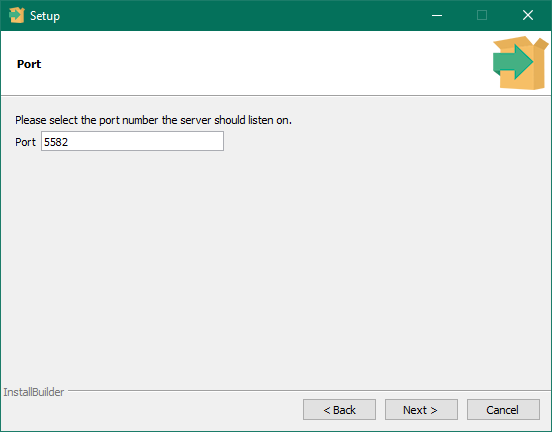 Setup
Port
Please select the port number the server should listen on.
Port 5582
InstallBuilder
< Back Next > Cancel